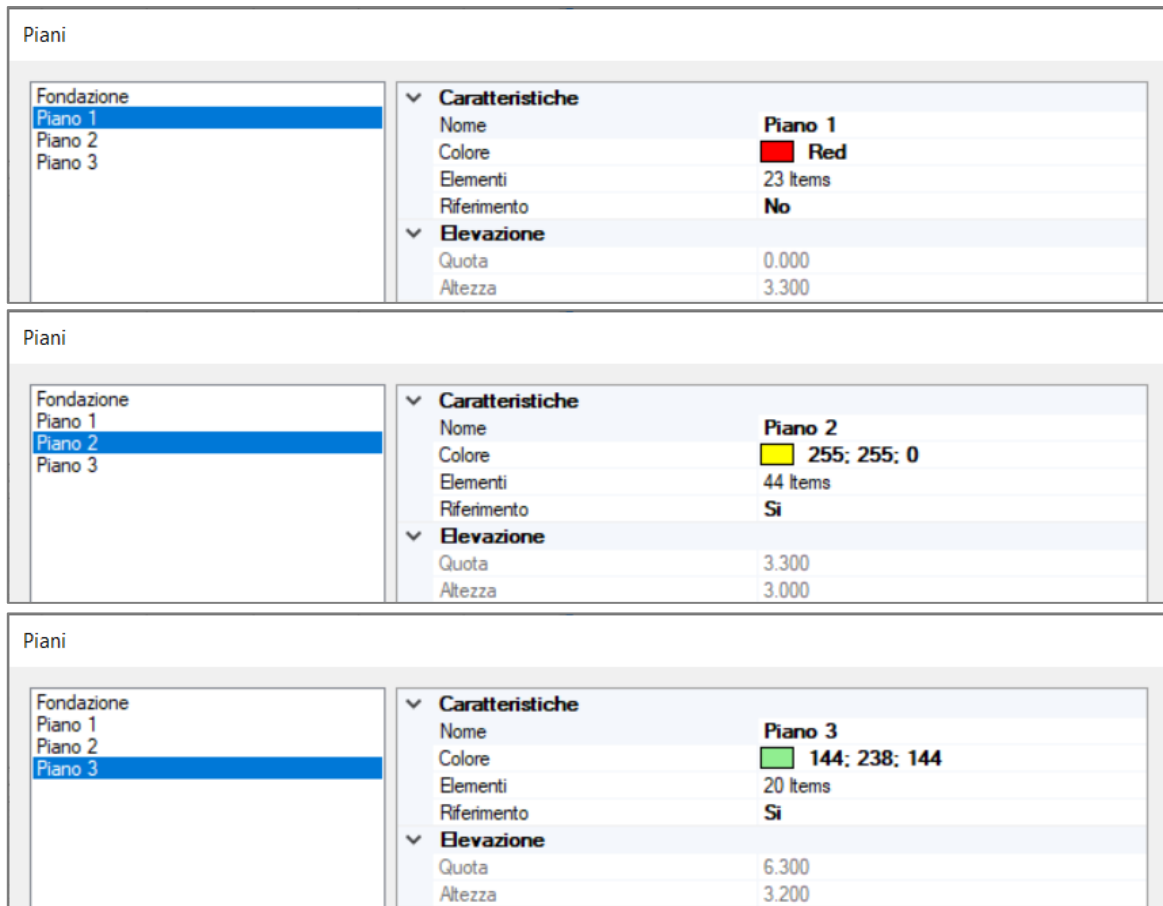 Piani
Fondazione
Piano 1
Piano 2
Piano 3
Caratteristiche
Nome Piano 1
Colore Red
Elementi 23 Items
Riferimento No
Elevazione
Quota 0.000
Altezza 3.300
Piani
Fondazione
Piano 1
Piano 2
Piano 3
Caratteristiche
Nome Piano 2
Colore 255; 255; 0
Elementi 44 Items
Riferimento Sì
Elevazione
Quota 3.300
Altezza 3.000
Piani
Fondazione
Piano 1
Piano 2
Piano 3
Caratteristiche
Nome Piano 3
Colore 144; 238; 144
Elementi 20 Items
Riferimento Sì
Elevazione
Quota 6.300
Altezza 3.200